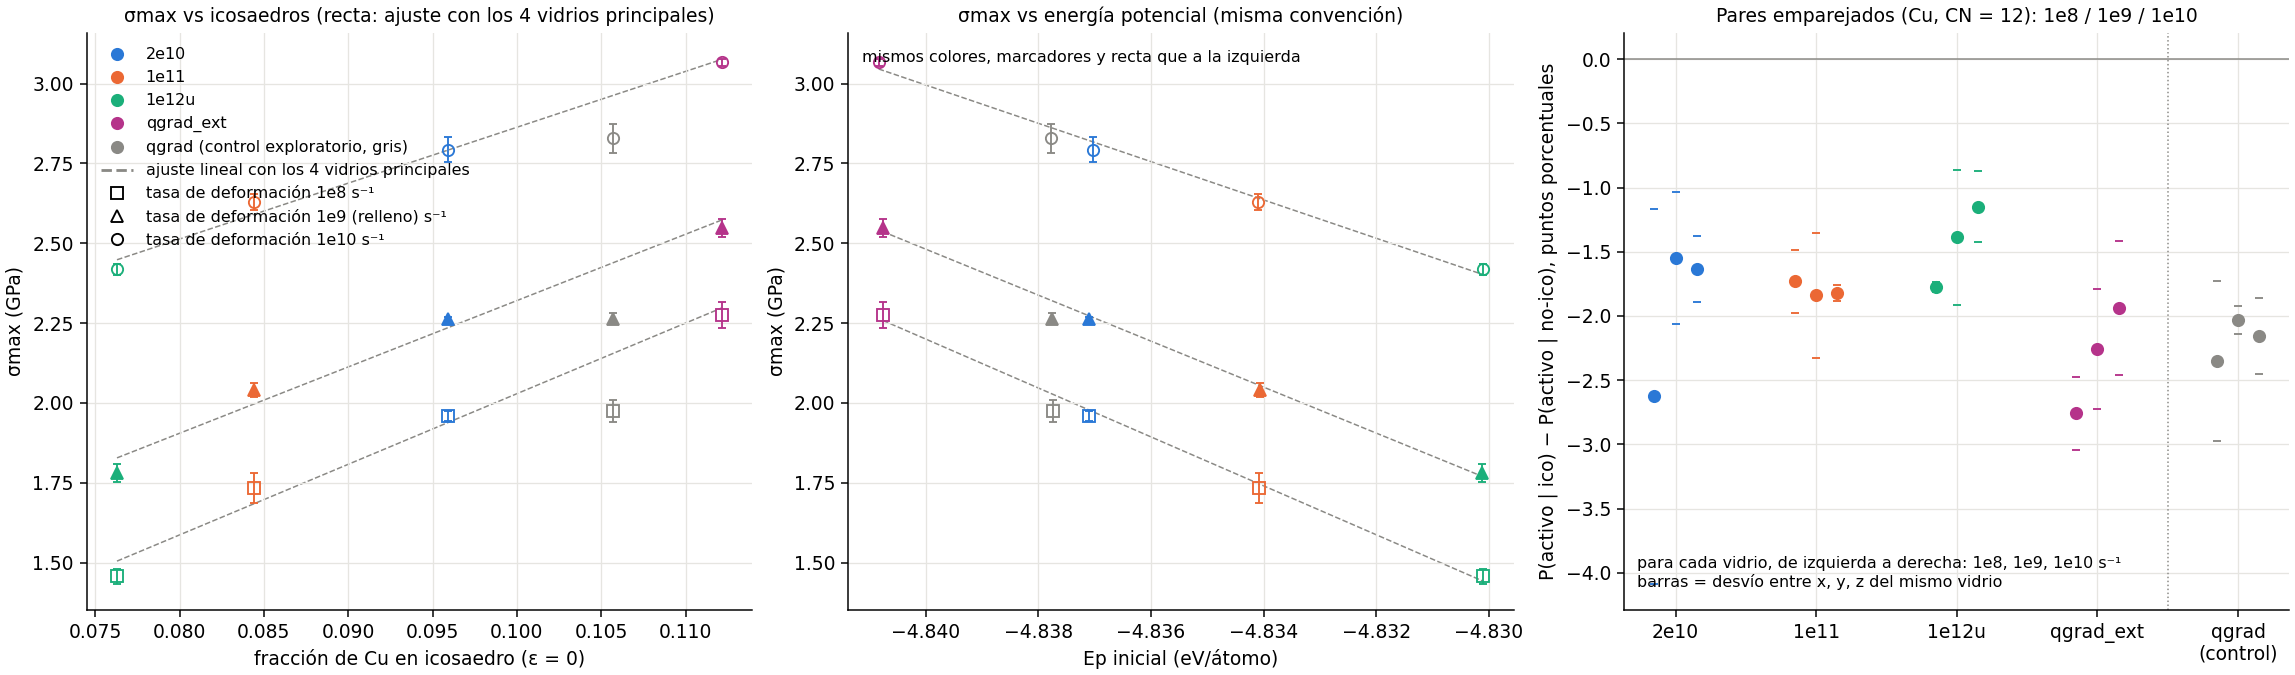 σmax vs icosaedros (recta: ajuste con los 4 vidrios principales)
2e10
1e11
1e12u
qgrad_ext
qgrad (control exploratorio, gris)
ajuste lineal con los 4 vidrios principales
tasa de deformación 1e8 s⁻¹
tasa de deformación 1e9 (relleno) s⁻¹
tasa de deformación 1e10 s⁻¹
σmax (GPa)
3.00
2.75
2.50
2.25
2.00
1.75
1.50
0.075 0.080 0.085 0.090 0.095 0.100 0.105 0.110
fracción de Cu en icosaedro (ε = 0)
σmax vs energía potencial (misma convención)
mismos colores, marcadores y recta que a la izquierda
σmax (GPa)
3.00
2.75
2.50
2.25
2.00
1.75
1.50
−4.840 −4.838 −4.836 −4.834 −4.832 −4.830
Ep inicial (eV/átomo)
Pares emparejados (Cu, CN = 12): 1e8 / 1e9 / 1e10
P(activo | ico) − P(activo | no-ico), puntos porcentuales
0.0
−0.5
−1.0
−1.5
−2.0
−2.5
−3.0
−3.5
−4.0
para cada vidrio, de izquierda a derecha: 1e8, 1e9, 1e10 s⁻¹
barras = desvío entre x, y, z del mismo vidrio
2e10 1e11 1e12u qgrad_ext qgrad
(control)